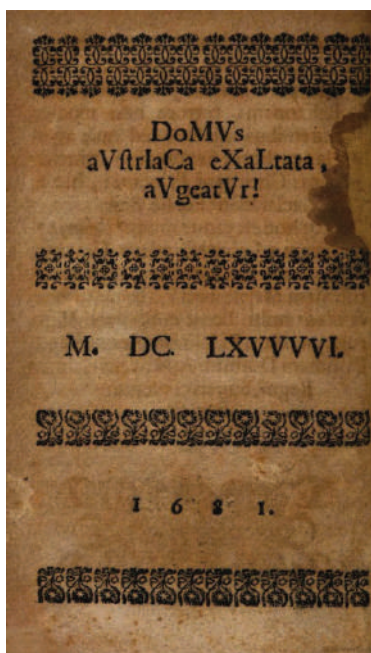 DoMVs
aVſtrIaCa eXaLtata,
aVgeatVr!
M. DC. LXVVVVI.
1 6 8 1.